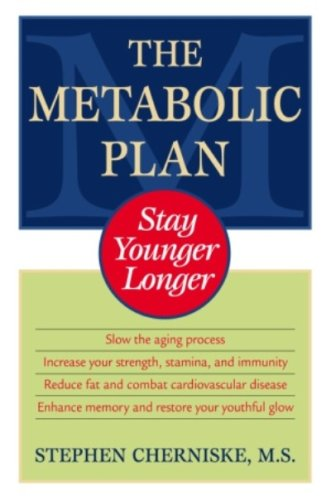 THE
METABOLIC
PLAN
Stay
Younger
Longer
Slow the aging process
Increase your strength, stamina, and immunity
Reduce fat and combat cardiovascular disease
Enhance memory and restore your youthful glow
STEPHEN CHERNISKE, M.S.